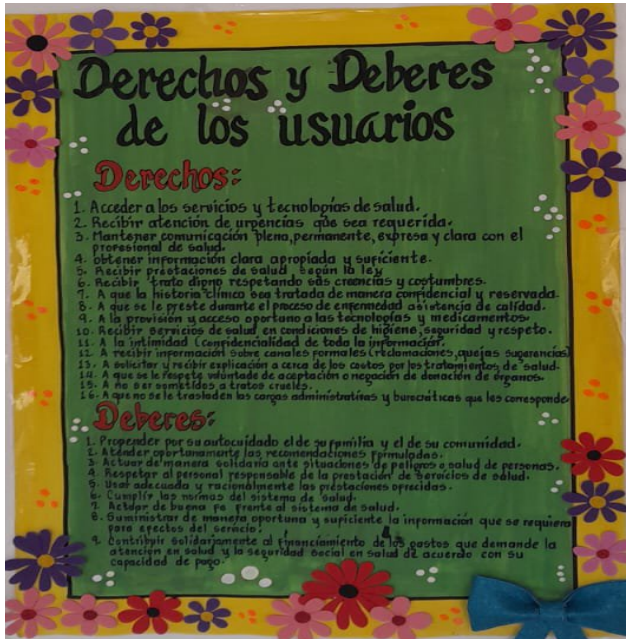 Derechos y Deberes
de los usuarios
Derechos:
1. Acceder a los servicios y tecnologías de salud.
2. Recibir atención de urgencias que sea requerida.
3. Mantener comunicación plena, permanente, expresa y clara con el
profesional de salud.
4. obtener información clara apropiada y suficiente.
5. Recibir prestaciones de salud según la ley
6. Recibir trato digno respetando sus creencias y costumbres.
7. A que la historia clínica sea tratada de manera confidencial y reservada.
8. A que se le preste durante el proceso de enfermedad asistencia de calidad.
9. A la provisión y acceso oportuno a las tecnologías y medicamentos.
10. Recibir servicios de salud en condiciones de higiene, seguridad y respeto.
11. A la intimidad (confidencialidad de toda la información.
12. A recibir información sobre canales formales (reclamaciones, quejas sugerencias)
13. A solicitar y recibir explicación a cerca de los costos por los tratamientos de salud.
14. A que se le respete voluntad de aceptación o negación de donación de órganos.
15. A no ser sometidos a tratos crueles.
16. A que no se le trasladen las cargas administrativas y burocráticas que les corresponde
Deberes:
1. Propender por su autocuidado el de su familia y el de su comunidad.
2. Atender oportunamente las recomendaciones formuladas.
3. Actuar de manera solidaria ante situaciones de peligros o salud de personas.
4. Respetar al personal responsable de la prestación de servicios de salud.
5. Usar adecuada y racionalmente las prestaciones ofrecidas.
6. Cumplir las normas del sistema de salud.
7. Actuar de buena fe frente al sistema de salud.
8. Suministrar de manera oportuna y suficiente la información que se requiera
para efectos del servicio.
9. Contribuir solidariamente al financiamiento de los gastos que demande la
atención en salud y la seguridad social en salud de acuerdo con su
capacidad de pago.